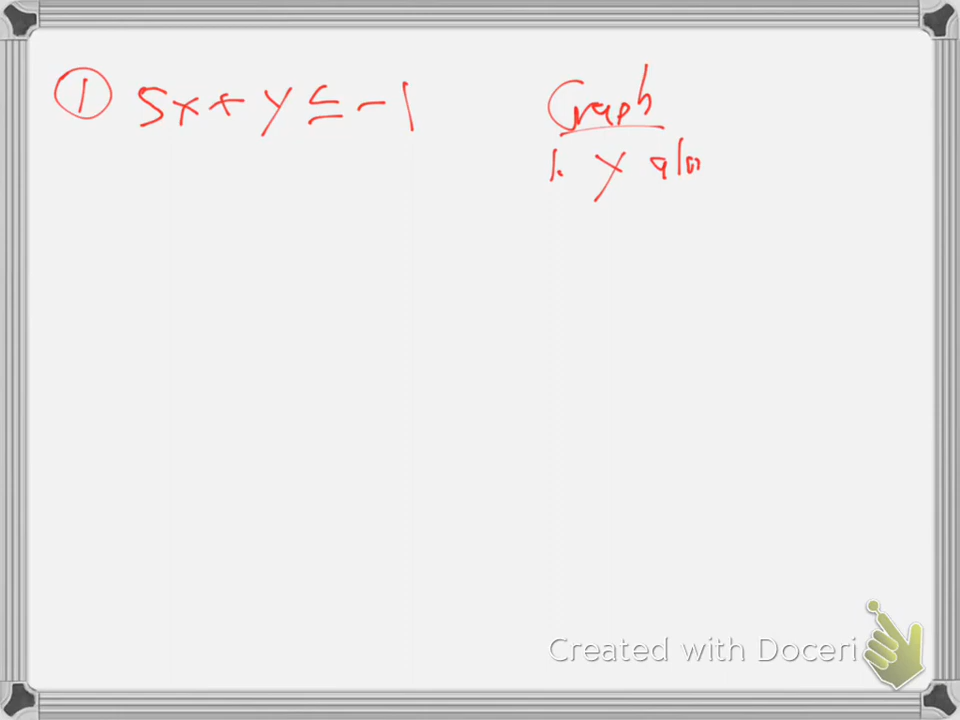 ① 5x + y ≤ -1
Graph
1. y alo
Created with Doceri